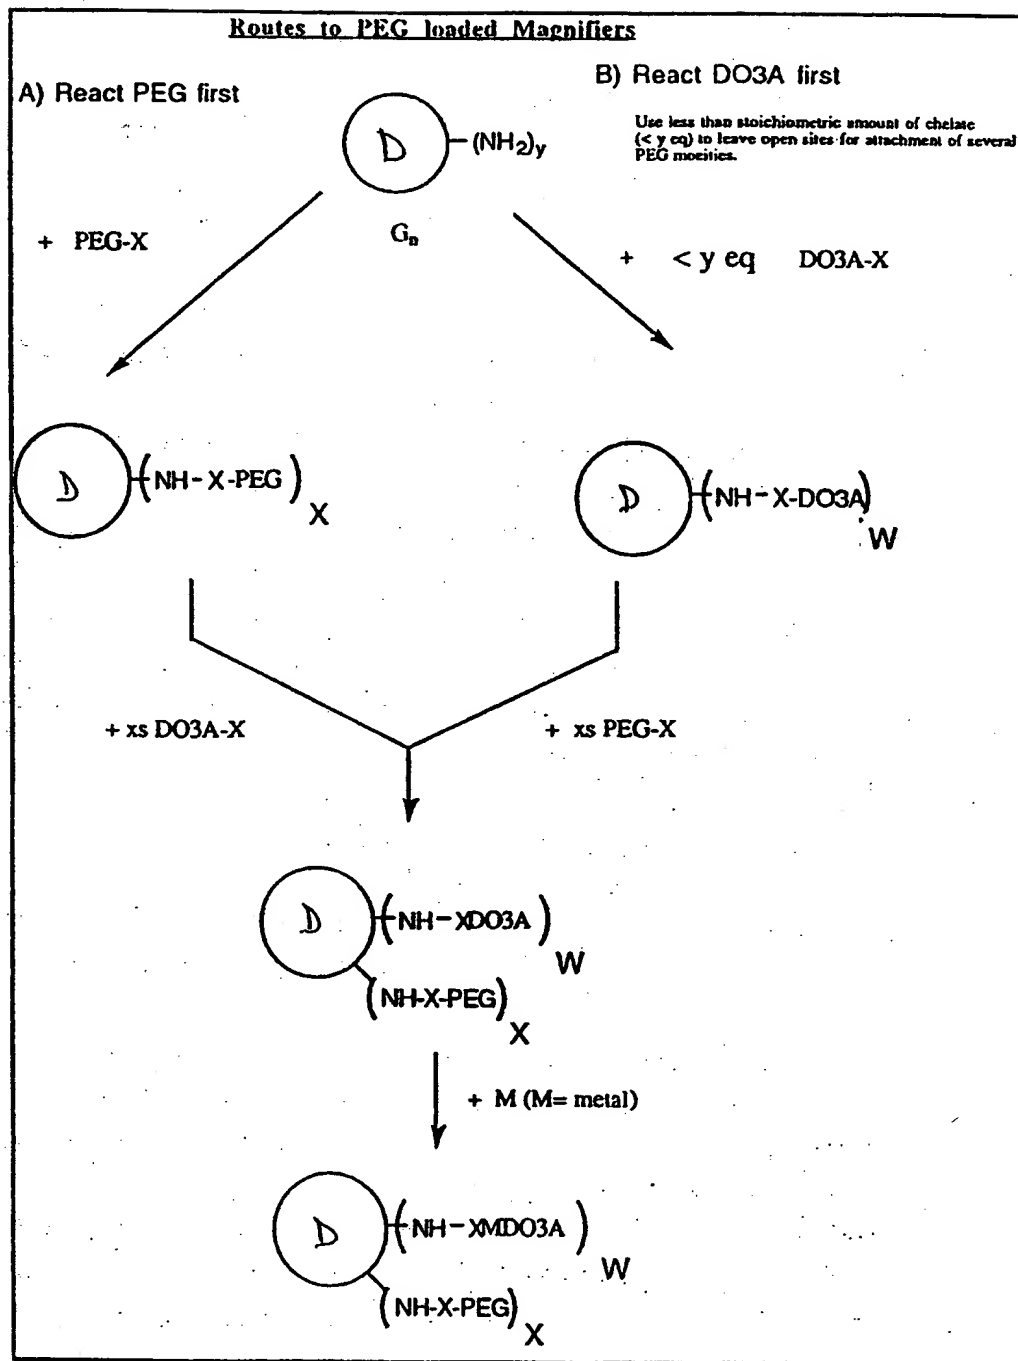 Routes to PEG loaded Magnifiers
A) React PEG first
B) React DO3A first
Use less than stoichiometric amount of chelate
(< y eq) to leave open sites for attachment of several
PEG moeities.
D
(NH2)y
Gn
+ PEG-X
+ < y eq DO3A-X
D
(NH-X-PEG)X
D
(NH-X-DO3A)W
+ xs DO3A-X
+ xs PEG-X
D
(NH-XDO3A)W
(NH-X-PEG)X
+ M (M= metal)
D
(NH-XMDO3A)W
(NH-X-PEG)X